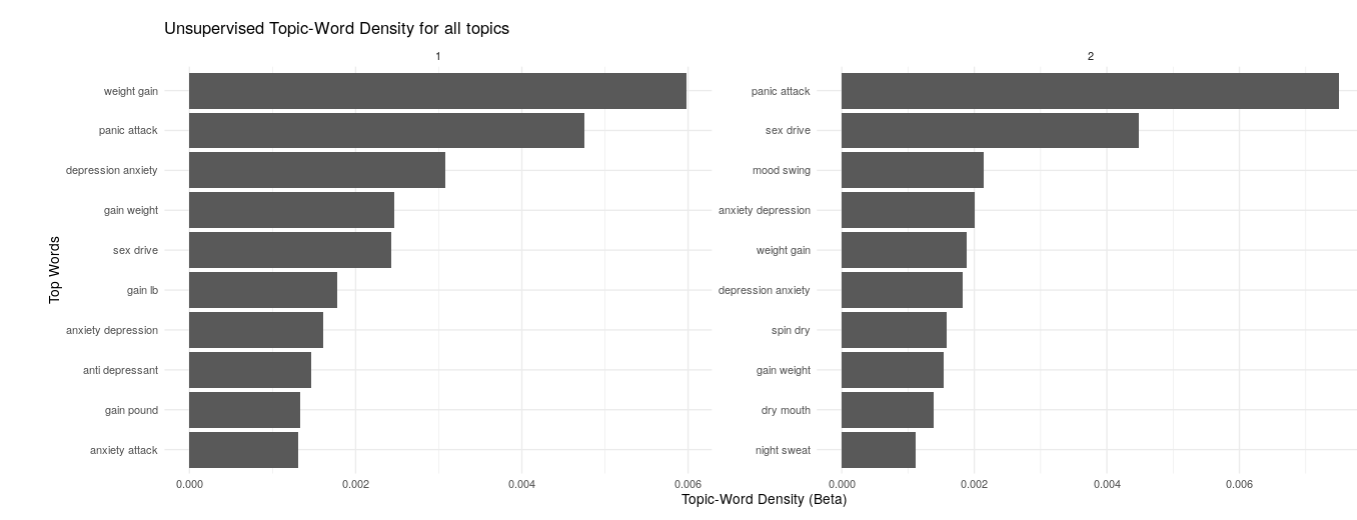 Unsupervised Topic-Word Density for all topics
1
weight gain
panic attack
depression anxiety
gain weight
sex drive
gain lb
anxiety depression
anti depressant
gain pound
anxiety attack
0.000 0.002 0.004 0.006
2
panic attack
sex drive
mood swing
anxiety depression
weight gain
depression anxiety
spin dry
gain weight
dry mouth
night sweat
0.000 0.002 0.004 0.006
Top Words
Topic-Word Density (Beta)